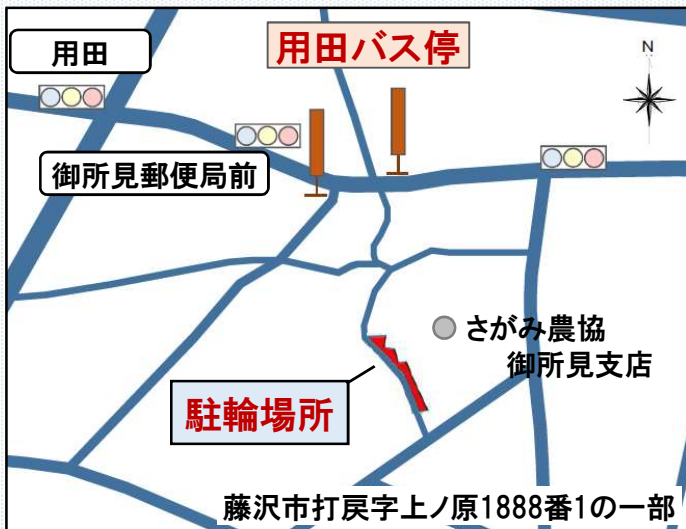 用田
用田バス停
N
御所見郵便局前
さがみ農協
御所見支店
駐輪場所
藤沢市打戻字上ノ原1888番1の一部